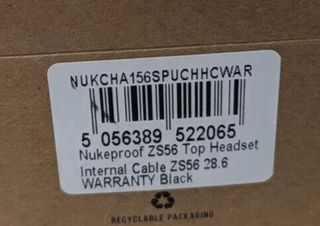 NUKCHA156SPUCHHCWAR
5 056389 522065
Nukeproof ZS56 Top Headset
Internal Cable ZS56 28.6
WARRANTY Black
RECYCLABLE PACKAGING